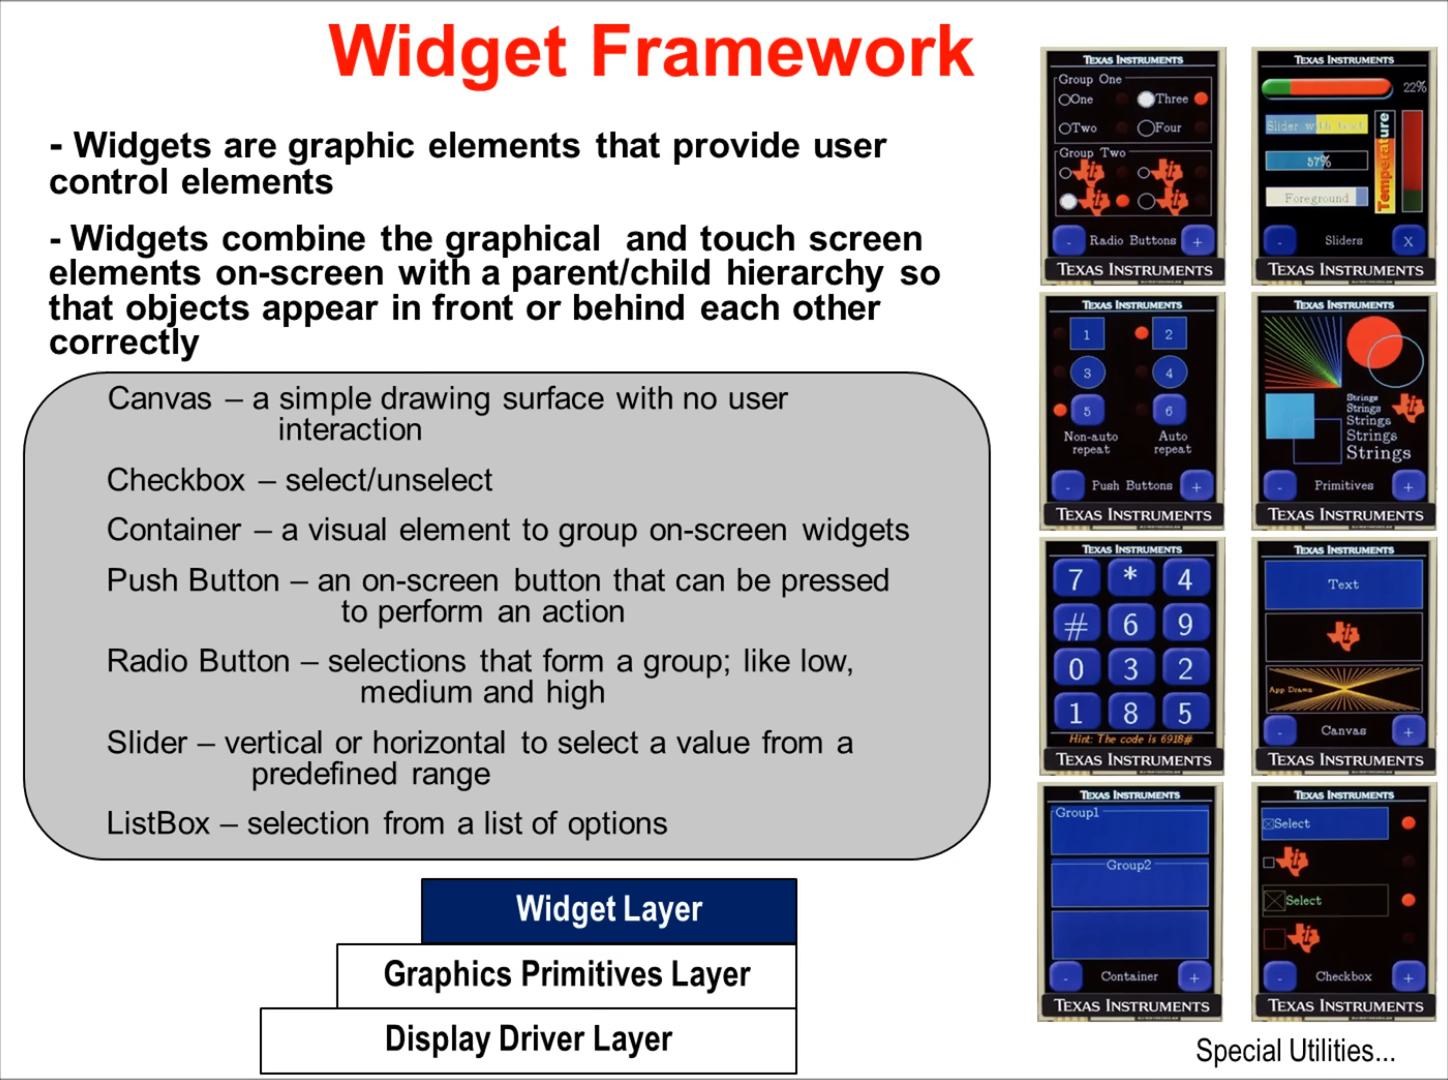 Widget Framework
- Widgets are graphic elements that provide user
control elements
- Widgets combine the graphical and touch screen
elements on-screen with a parent/child hierarchy so
that objects appear in front or behind each other
correctly
Canvas – a simple drawing surface with no user
interaction
Checkbox – select/unselect
Container – a visual element to group on-screen widgets
Push Button – an on-screen button that can be pressed
to perform an action
Radio Button – selections that form a group; like low,
medium and high
Slider – vertical or horizontal to select a value from a
predefined range
ListBox – selection from a list of options
Widget Layer
Graphics Primitives Layer
Display Driver Layer
TEXAS INSTRUMENTS
Group One
One Three
Two Four
Group Two
- Radio Buttons +
TEXAS INSTRUMENTS
TEXAS INSTRUMENTS
22%
Slider with text
57%
Foreground
Temperature
- Sliders X
TEXAS INSTRUMENTS
TEXAS INSTRUMENTS
1 2
3 4
5 6
Non-auto Auto
repeat repeat
- Push Buttons +
TEXAS INSTRUMENTS
TEXAS INSTRUMENTS
Strings
Strings
Strings
Strings
Strings
- Primitives +
TEXAS INSTRUMENTS
TEXAS INSTRUMENTS
7 * 4
# 6 9
0 3 2
1 8 5
Hint: The code is 6918#
TEXAS INSTRUMENTS
TEXAS INSTRUMENTS
Text
App Drawn
- Canvas +
TEXAS INSTRUMENTS
TEXAS INSTRUMENTS
Group1
Group2
- Container +
TEXAS INSTRUMENTS
TEXAS INSTRUMENTS
Select
Select
- Checkbox +
TEXAS INSTRUMENTS
Special Utilities...